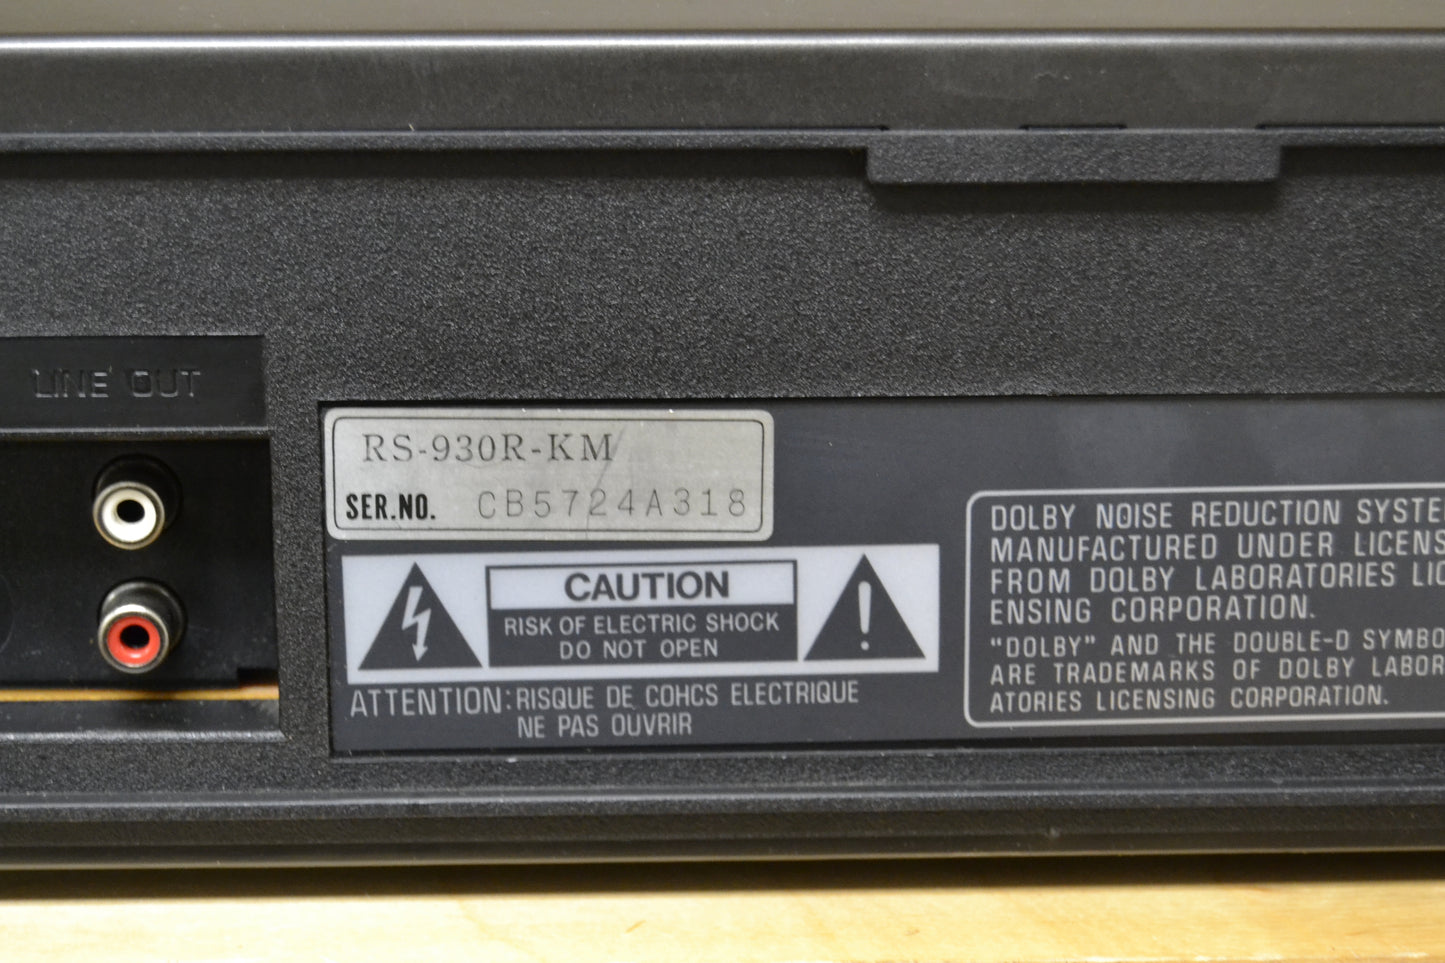 LINE OUT
RS-930R-KM
SER.NO. CB5724A318
CAUTION
RISK OF ELECTRIC SHOCK
DO NOT OPEN
ATTENTION: RISQUE DE COHCS ELECTRIQUE
NE PAS OUVRIR
DOLBY NOISE REDUCTION SYSTE
MANUFACTURED UNDER LICENS
FROM DOLBY LABORATORIES LIC
ENSING CORPORATION.
"DOLBY" AND THE DOUBLE-D SYMBO
ARE TRADEMARKS OF DOLBY LABOR
ATORIES LICENSING CORPORATION.